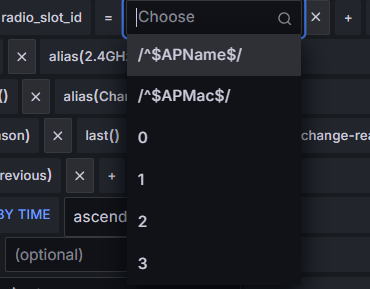 radio_slot_id = Choose +
alias(2.4GH /^$APName$/
() alias(Char /^$APMac$/
ason) last() 0 change-rea
revious) + 1
BY TIME ascend 2
(optional) 3